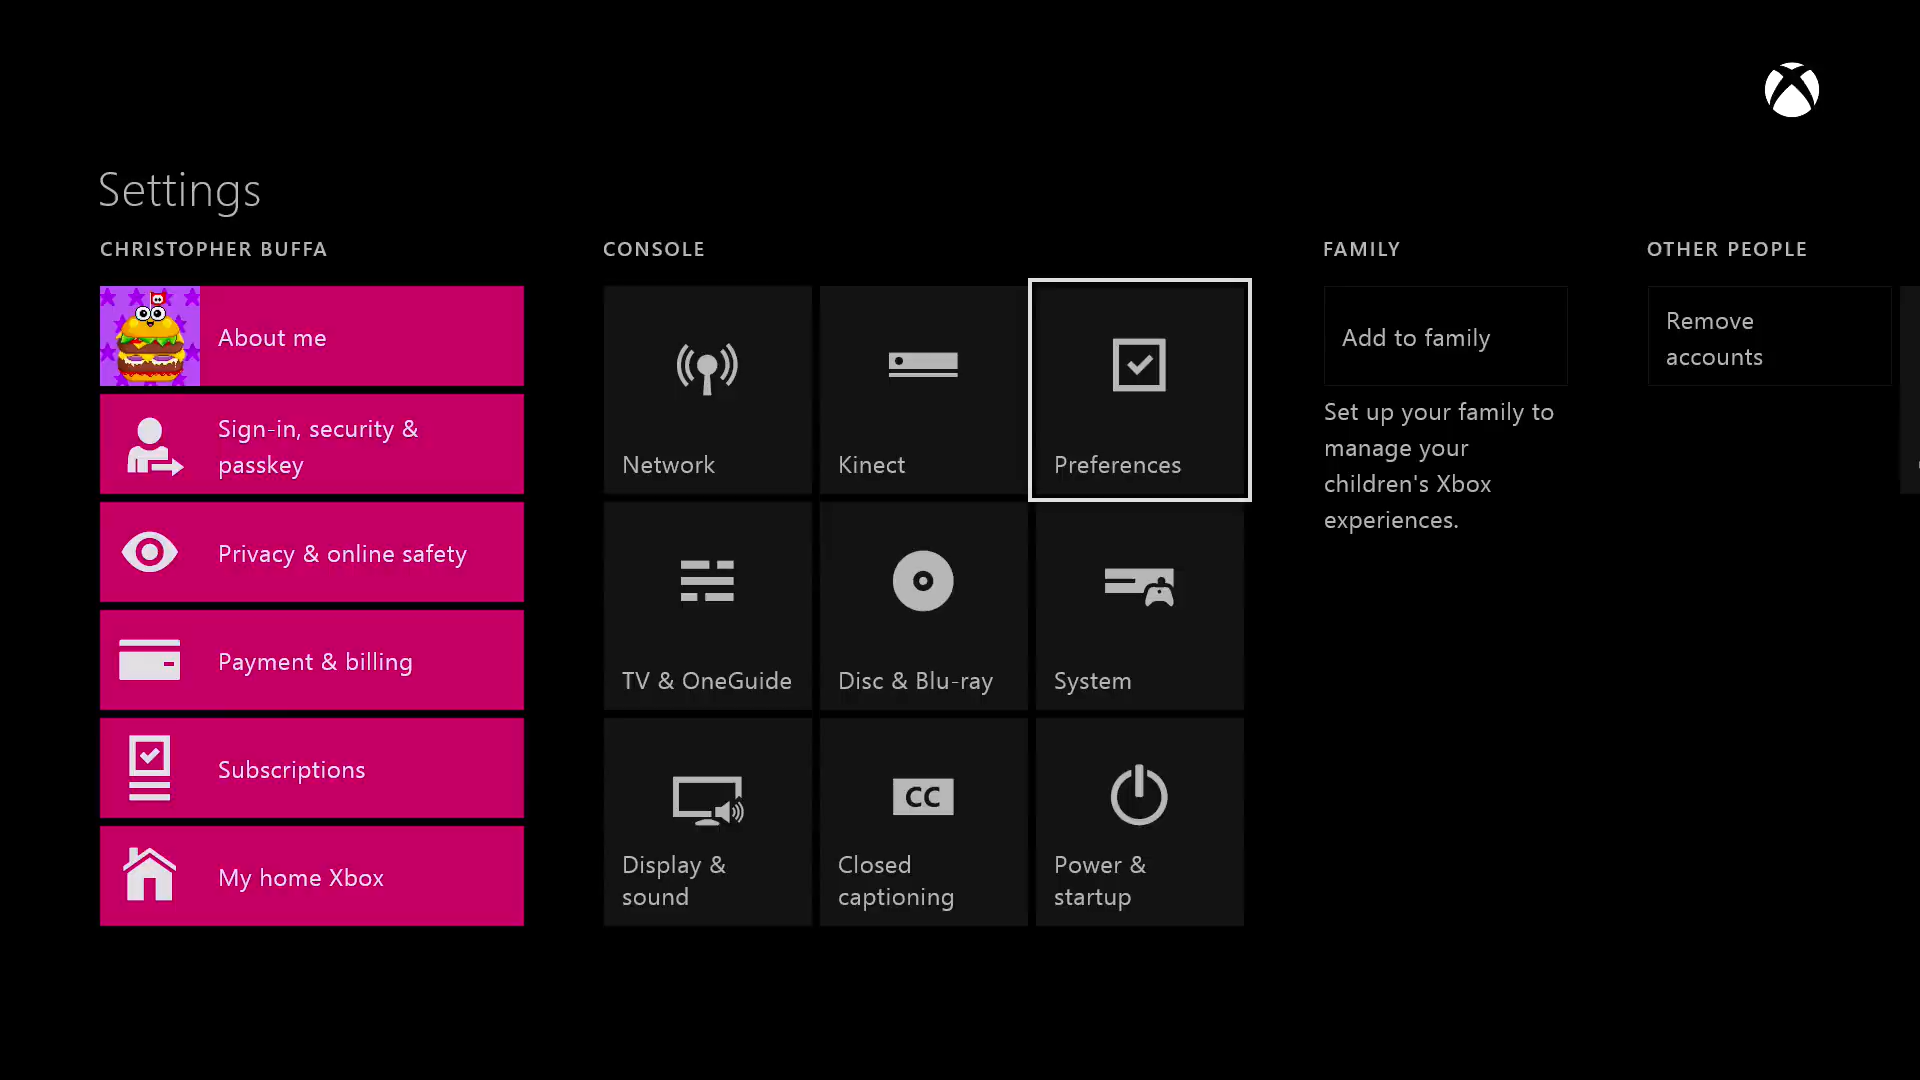 Settings
CHRISTOPHER BUFFA
About me
Sign-in, security &
passkey
Privacy & online safety
Payment & billing
Subscriptions
My home Xbox
CONSOLE
Network
Kinect
Preferences
TV & OneGuide
Disc & Blu-ray
System
Display &
sound
CC
Closed
captioning
Power &
startup
FAMILY
Add to family
Set up your family to
manage your
children's Xbox
experiences.
OTHER PEOPLE
Remove
accounts